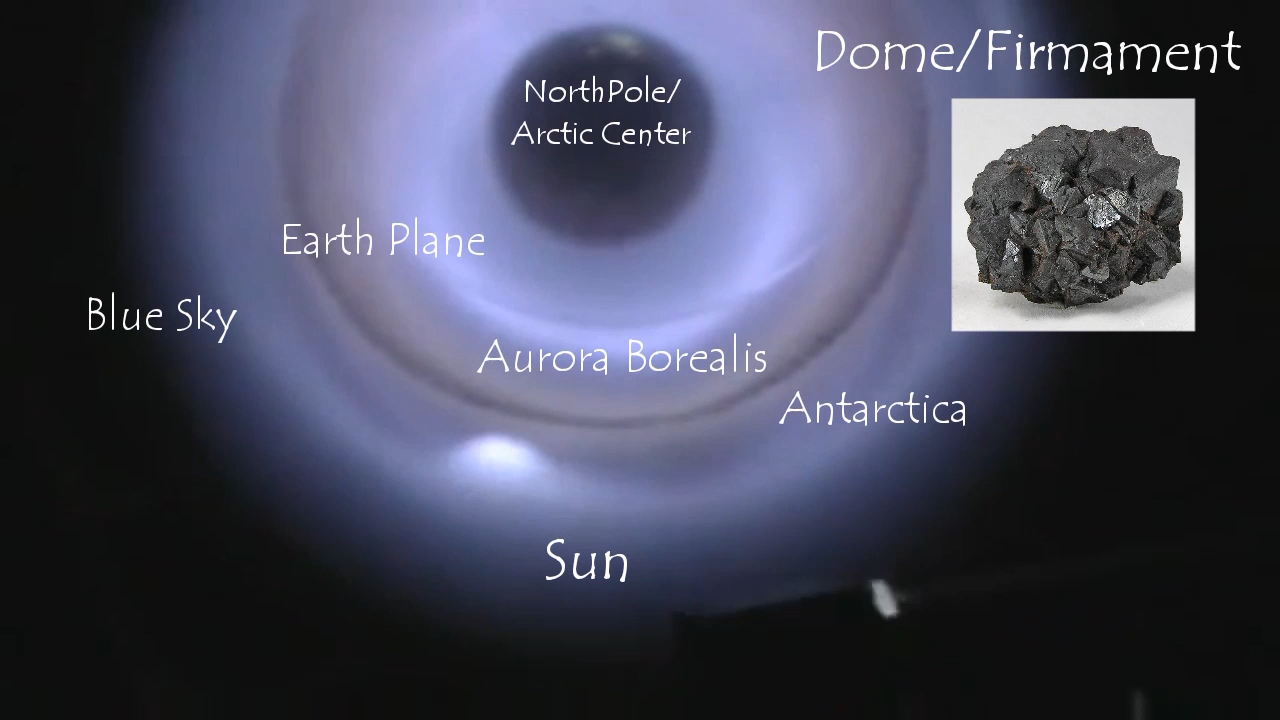 Dome/Firmament
NorthPole/
Arctic Center
Earth Plane
Blue Sky
Aurora Borealis
Antarctica
Sun